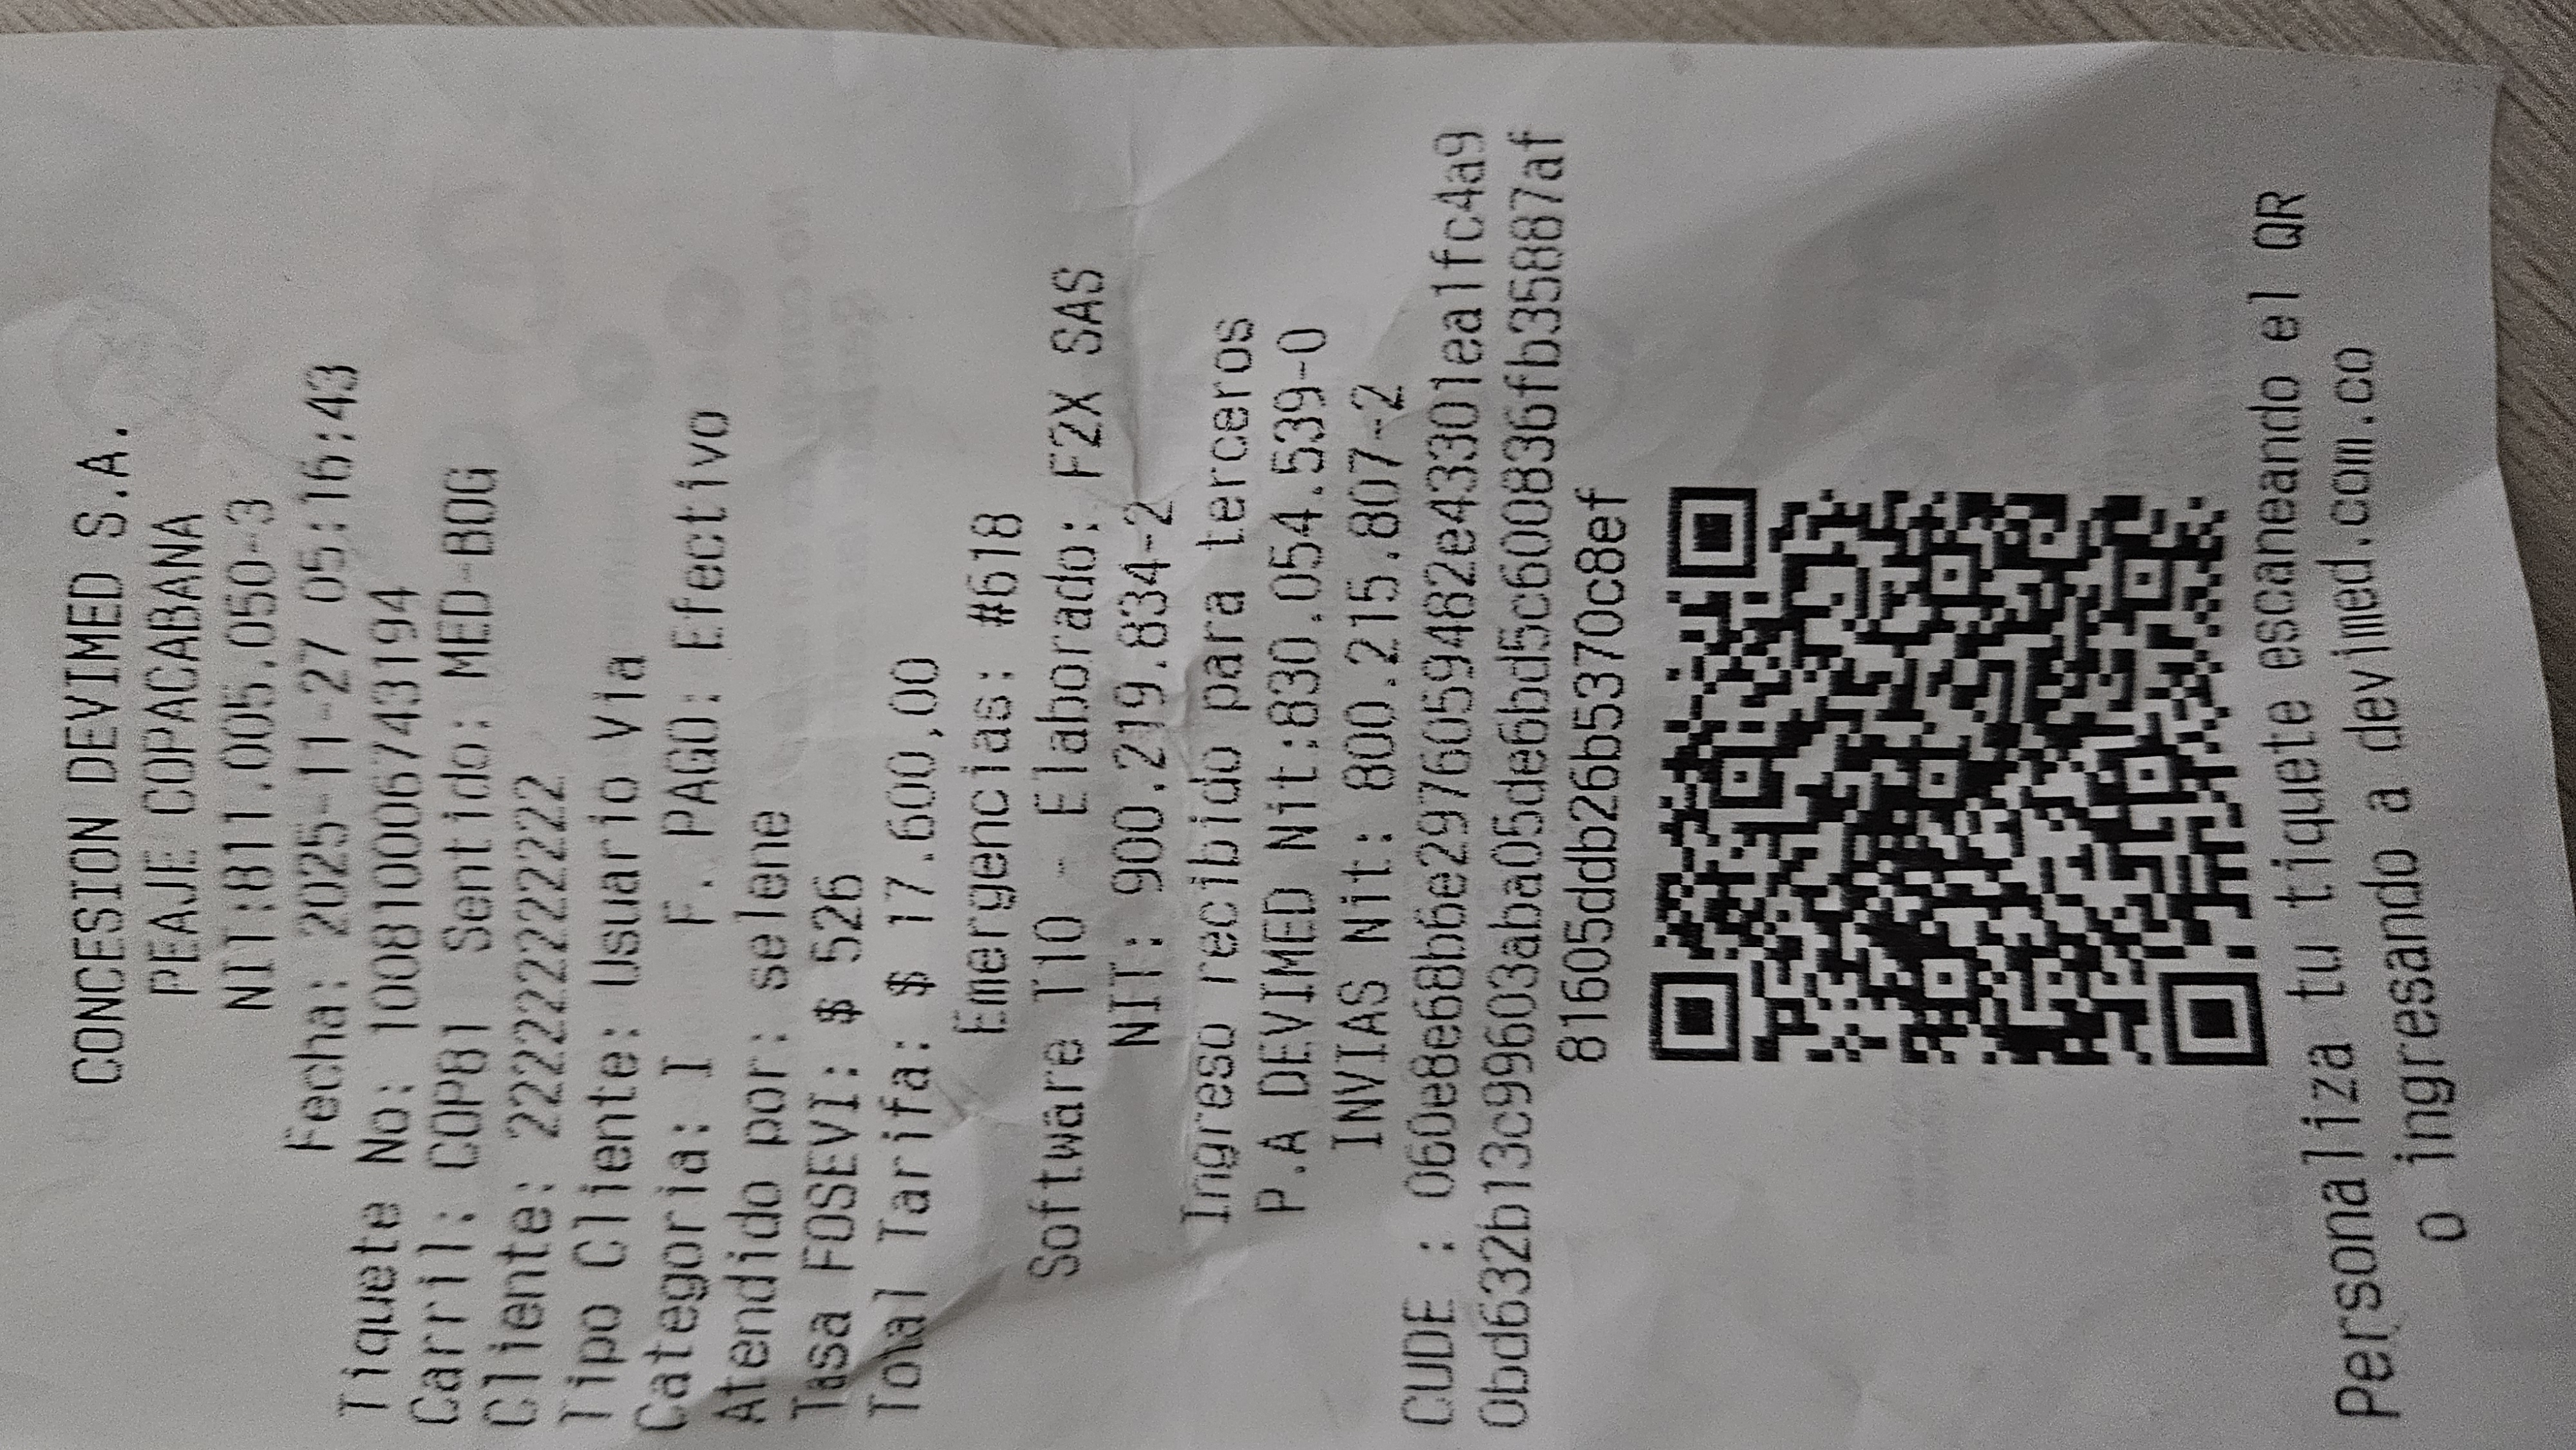 CONCESION DEVIMED S.A.
PEAJE COPACABANA
NIT:811.005.050-3
Fecha: 2025-11-27 05:16:43
Tiquete No: 100810006743194
Carril: COP81 Sentido: MED-BOG
Cliente: 222222222222
Tipo Cliente: Usuario Via
Categoria: I F. PAGO: Efectivo
Atendido por: selene
Tasa FOSEVI: $ 526
Total Tarifa: $ 17.600,00
Emergencias: #618
Software T10 - Elaborado: F2X SAS
NIT: 900.219.834-2
Ingreso recibido para terceros
P.A DEVIMED Nit:830.054.539-0
INVIAS Nit: 800.215.807-2
CUDE : 060e8e68b6e2976059482e43301ea1fc4a9
0bd632b13c99603aba05de6bd5c600836fb35887af
81605ddb26b5370c8ef
Personaliza tu tiquete escaneando el QR
o ingresando a devimed.com.co